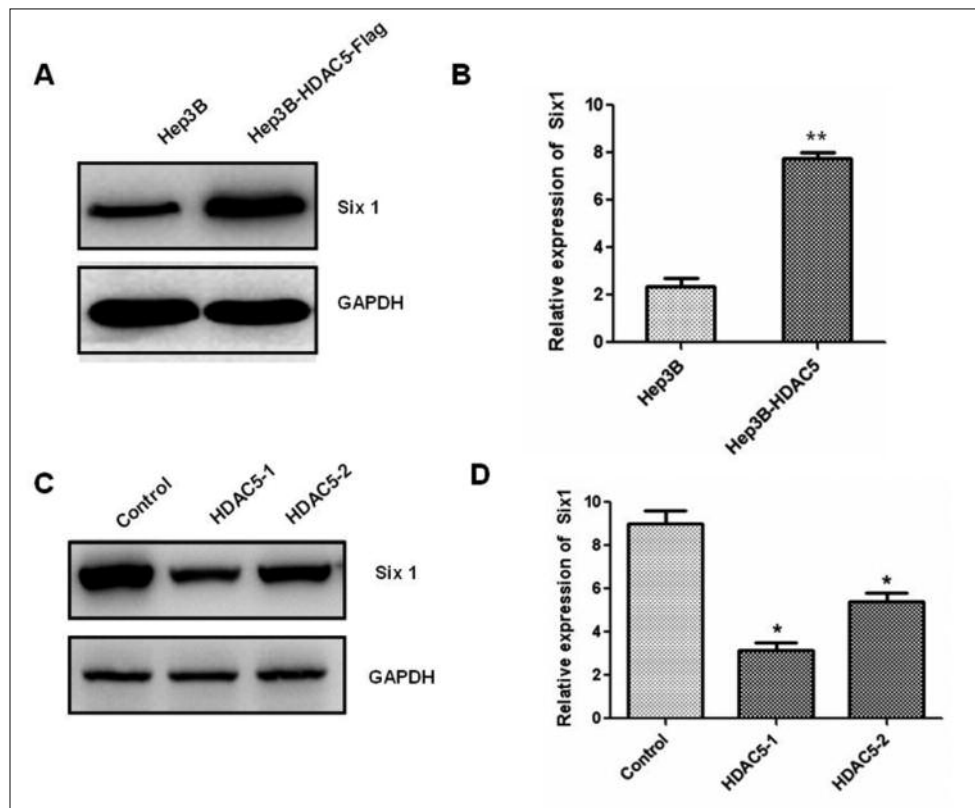 A
Hep3B
Hep3B-HDAC5-Flag
Six 1
GAPDH
B
Relative expression of Six1
10
8
6
4
2
0
**
Hep3B
Hep3B-HDAC5
C
Control
HDAC5-1
HDAC5-2
Six 1
GAPDH
D
Relative expression of Six1
10
8
6
4
2
0
*
*
Control
HDAC5-1
HDAC5-2